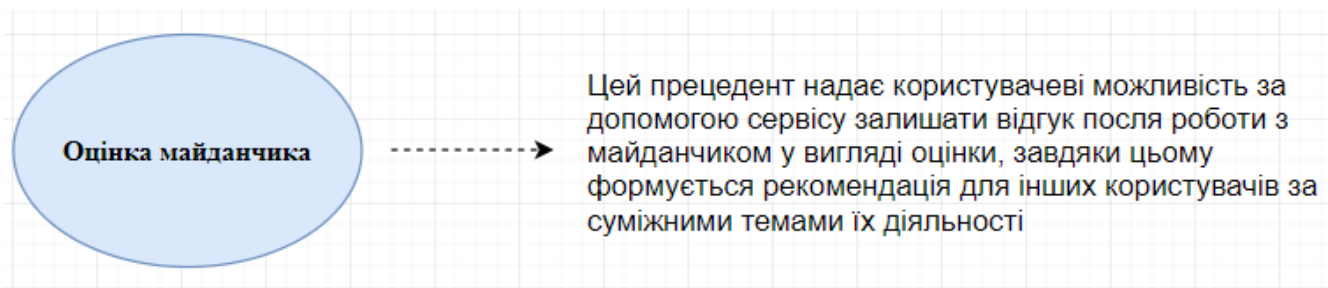 Оцінка майданчика
Цей прецедент надає користувачеві можливість за
допомогою сервісу залишати відгук після роботи з
майданчиком у вигляді оцінки, завдяки цьому
формується рекомендація для інших користувачів за
суміжними темами їх діяльності